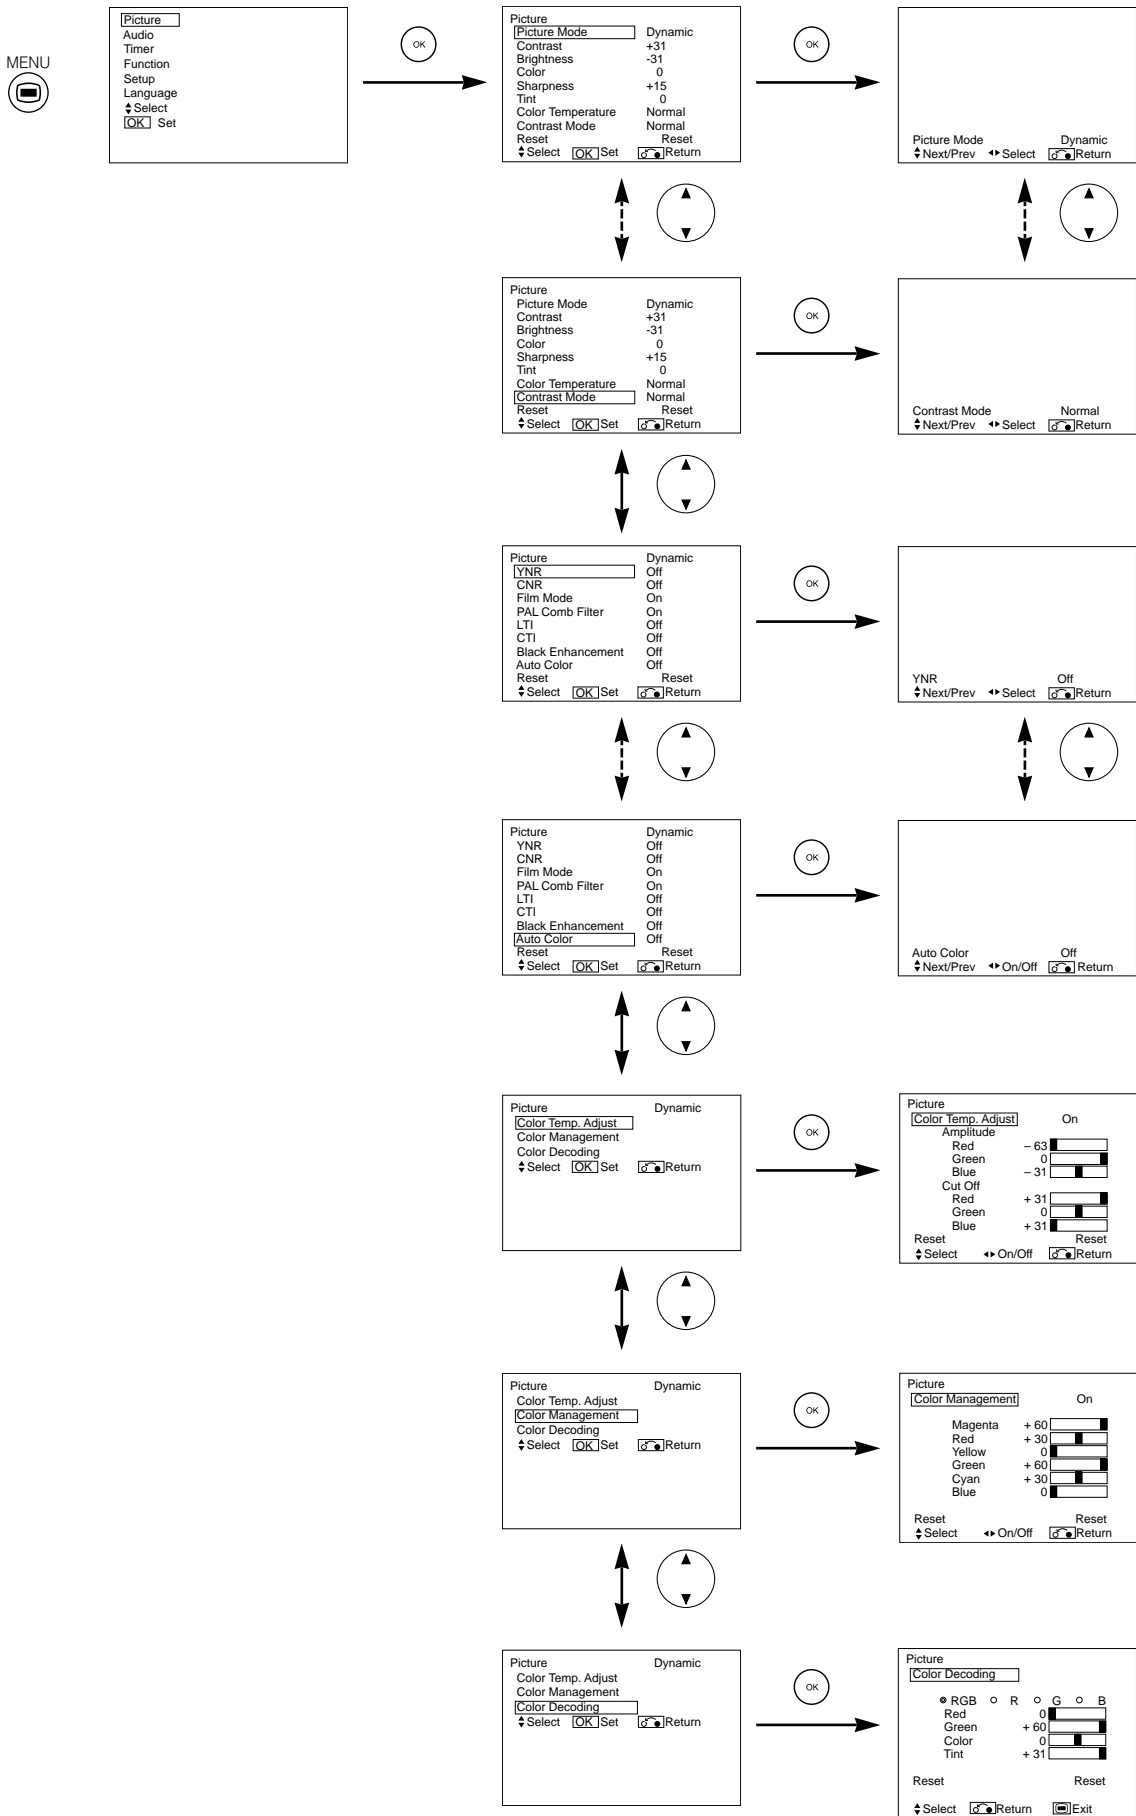 MENU
Picture
Audio
Timer
Function
Setup
Language
Select
OK Set
OK
Picture
Picture Mode Dynamic
Contrast +31
Brightness -31
Color 0
Sharpness +15
Tint 0
Color Temperature Normal
Contrast Mode Normal
Reset Reset
Select OK Set Return
OK
Picture Mode Dynamic
Next/Prev Select Return
Picture
Picture Mode Dynamic
Contrast +31
Brightness -31
Color 0
Sharpness +15
Tint 0
Color Temperature Normal
Contrast Mode Normal
Reset Reset
Select OK Set Return
OK
Contrast Mode Normal
Next/Prev Select Return
Picture Dynamic
YNR Off
CNR Off
Film Mode On
PAL Comb Filter On
LTI Off
CTI Off
Black Enhancement Off
Auto Color Off
Reset Reset
Select OK Set Return
OK
YNR Off
Next/Prev Select Return
Picture Dynamic
YNR Off
CNR Off
Film Mode On
PAL Comb Filter On
LTI Off
CTI Off
Black Enhancement Off
Auto Color Off
Reset Reset
Select OK Set Return
OK
Auto Color Off
Next/Prev On/Off Return
Picture Dynamic
Color Temp. Adjust
Color Management
Color Decoding
Select OK Set Return
OK
Picture
Color Temp. Adjust On
Amplitude
Red – 63
Green 0
Blue – 31
Cut Off
Red + 31
Green 0
Blue + 31
Reset Reset
Select On/Off Return
Picture Dynamic
Color Temp. Adjust
Color Management
Color Decoding
Select OK Set Return
OK
Picture
Color Management On
Magenta + 60
Red + 30
Yellow 0
Green + 60
Cyan + 30
Blue 0
Reset Reset
Select On/Off Return
Picture Dynamic
Color Temp. Adjust
Color Management
Color Decoding
Select OK Set Return
OK
Picture
Color Decoding
RGB R G B
Red 0
Green + 60
Color 0
Tint + 31
Reset Reset
Select Return Exit